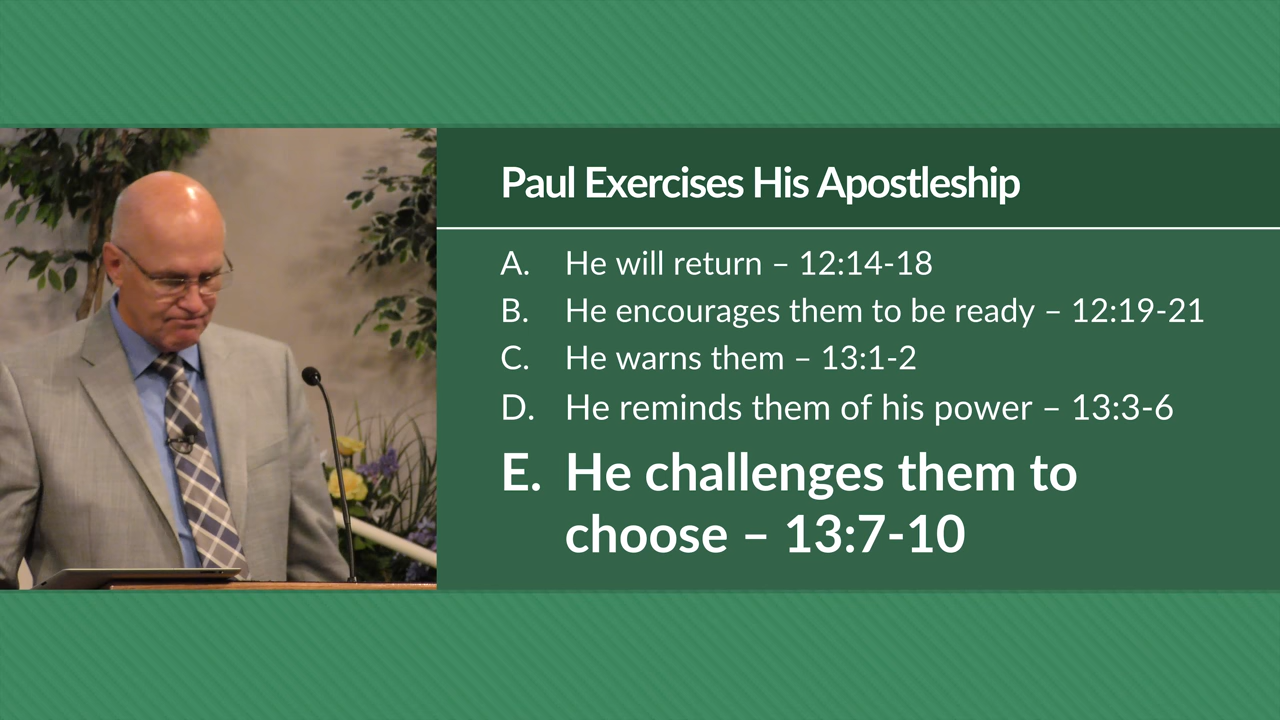 Paul Exercises His Apostleship
A. He will return – 12:14-18
B. He encourages them to be ready – 12:19-21
C. He warns them – 13:1-2
D. He reminds them of his power – 13:3-6
E. He challenges them to
choose – 13:7-10